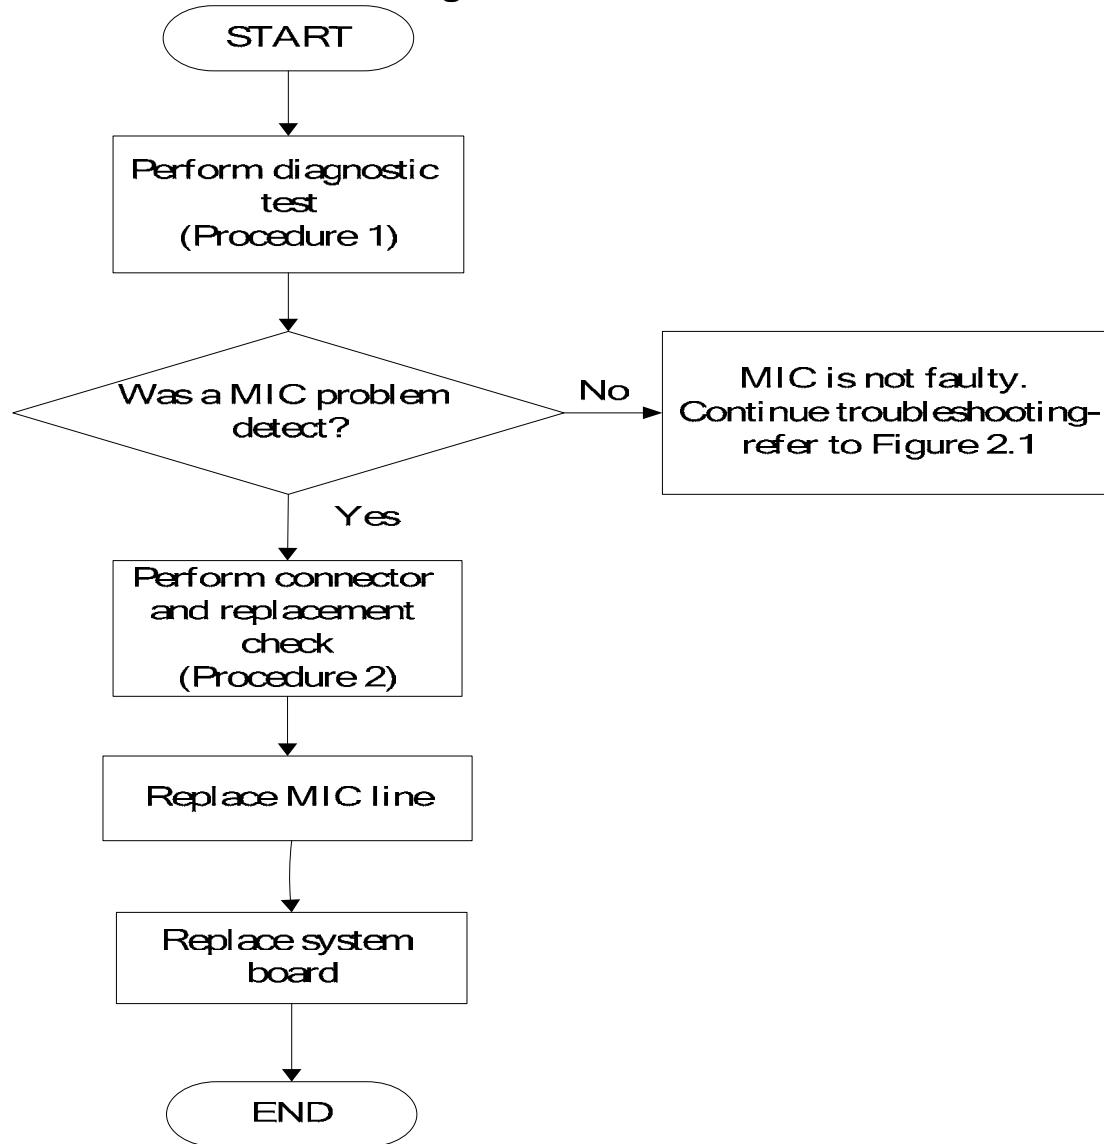 START
Perform diagnostic
test
(Procedure 1)
Was a MIC problem
detect?
No
MIC is not faulty.
Continue troubleshooting-
refer to Figure 2.1
Yes
Perform connector
and replacement
check
(Procedure 2)
Replace MIC line
Replace system
board
END